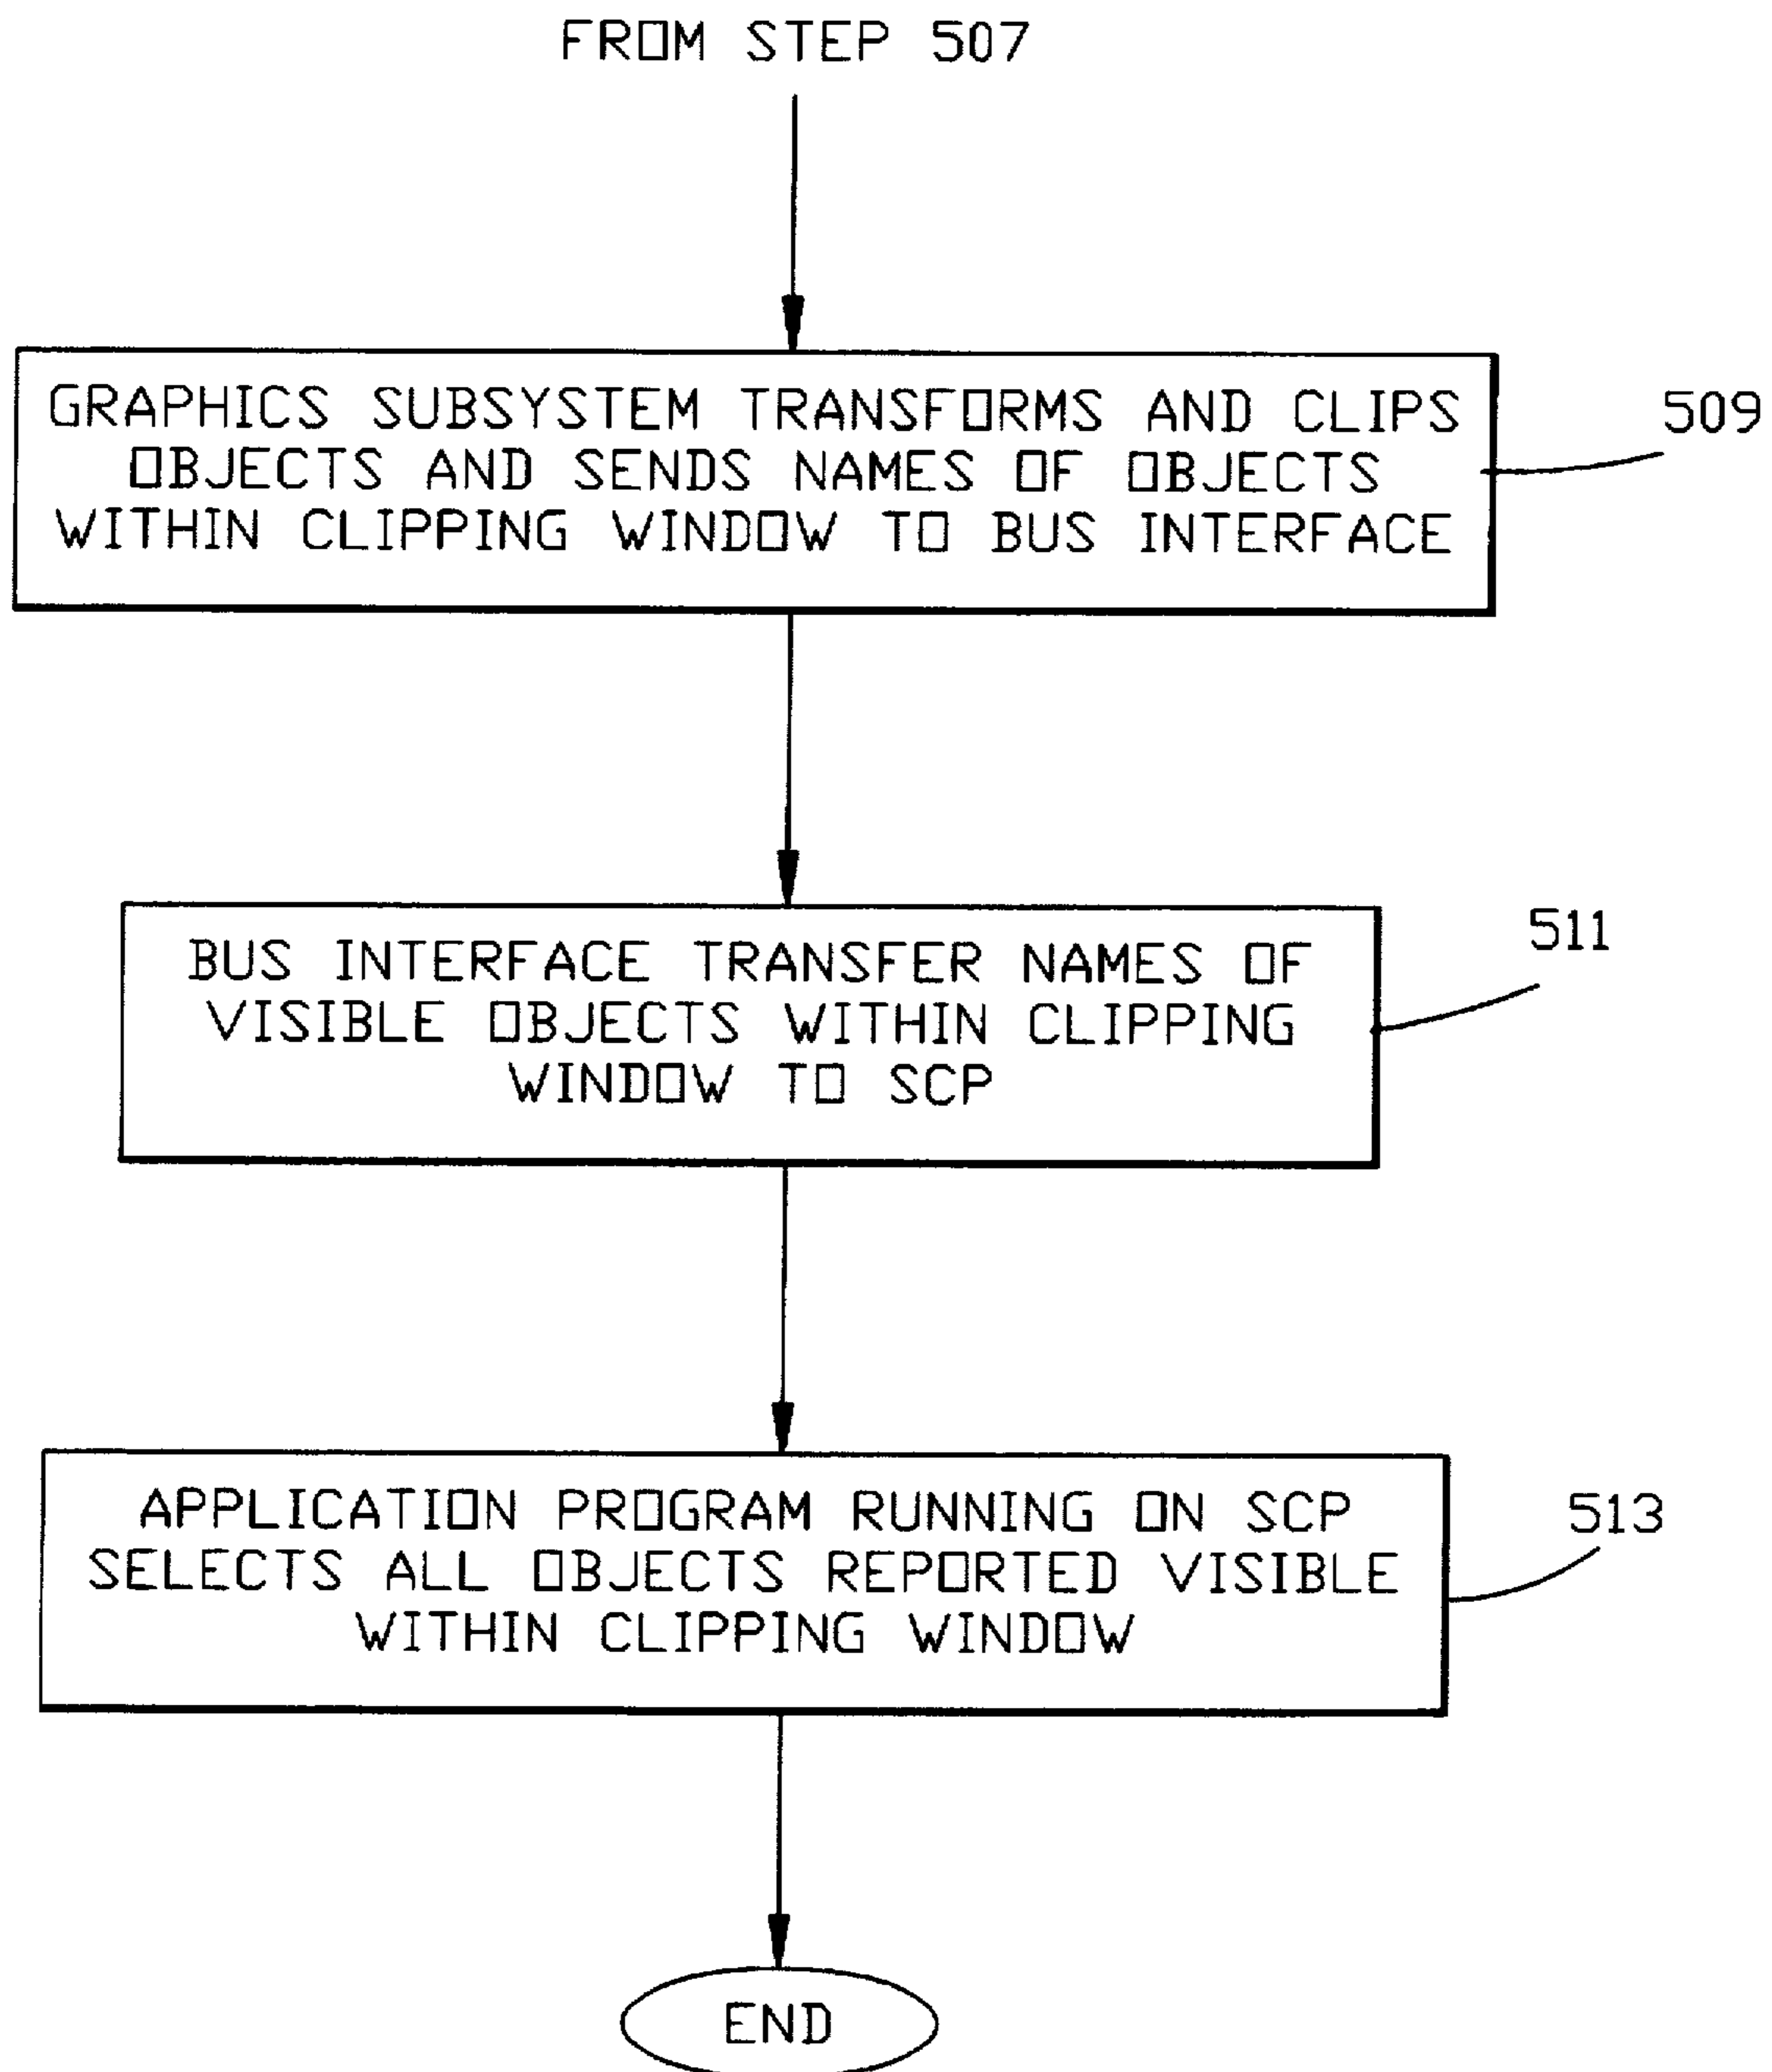 FROM STEP 507
GRAPHICS SUBSYSTEM TRANSFORMS AND CLIPS
OBJECTS AND SENDS NAMES OF OBJECTS
WITHIN CLIPPING WINDOW TO BUS INTERFACE
509
BUS INTERFACE TRANSFER NAMES OF
VISIBLE OBJECTS WITHIN CLIPPING
WINDOW TO SCP
511
APPLICATION PROGRAM RUNNING ON SCP
SELECTS ALL OBJECTS REPORTED VISIBLE
WITHIN CLIPPING WINDOW
513
END